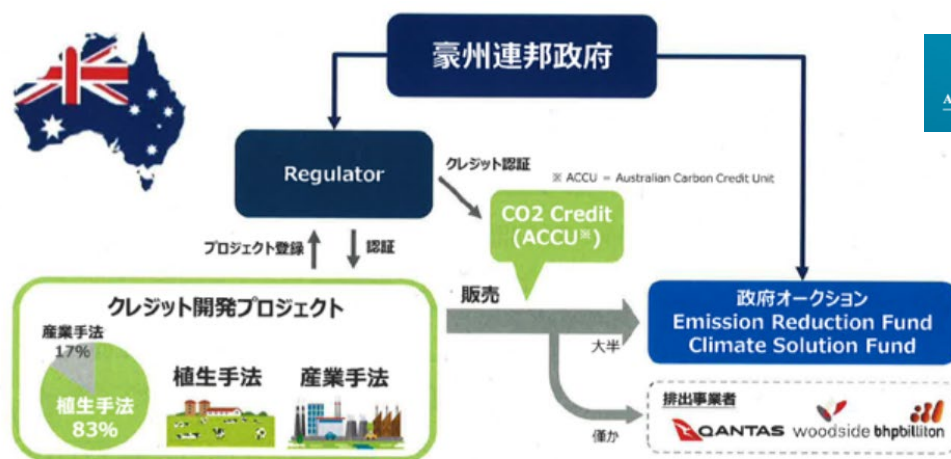 豪州連邦政府
A
Regulator
クレジット認証
※ ACCU = Australian Carbon Credit Unit
CO2 Credit
(ACCU※)
プロジェクト登録
認証
クレジット開発プロジェクト
産業手法
17%
植生手法
83%
植生手法
産業手法
販売
大半
僅か
政府オークション
Emission Reduction Fund
Climate Solution Fund
排出事業者
QANTAS
woodside
bhpbilliton